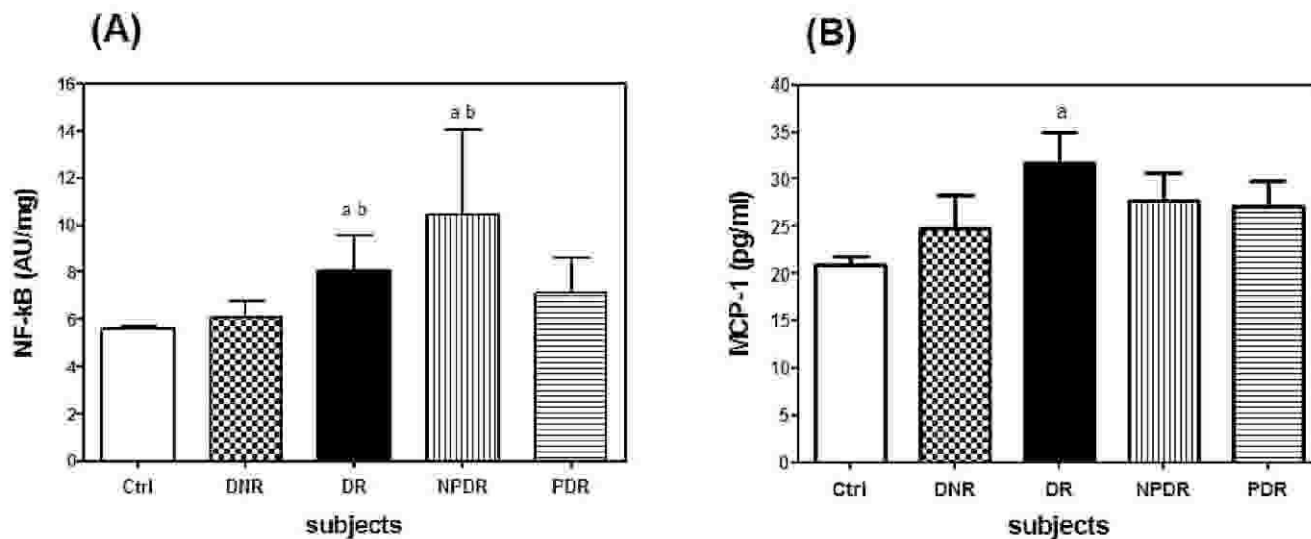 (A)
NF-kB (AU/mg)
16
14
12
10
8
6
4
2
0
a b
a b
Ctrl DNR DR NPDR PDR
subjects
(B)
MCP-1 (pg/ml)
40
35
30
25
20
15
10
5
0
a
Ctrl DNR DR NPDR PDR
subjects